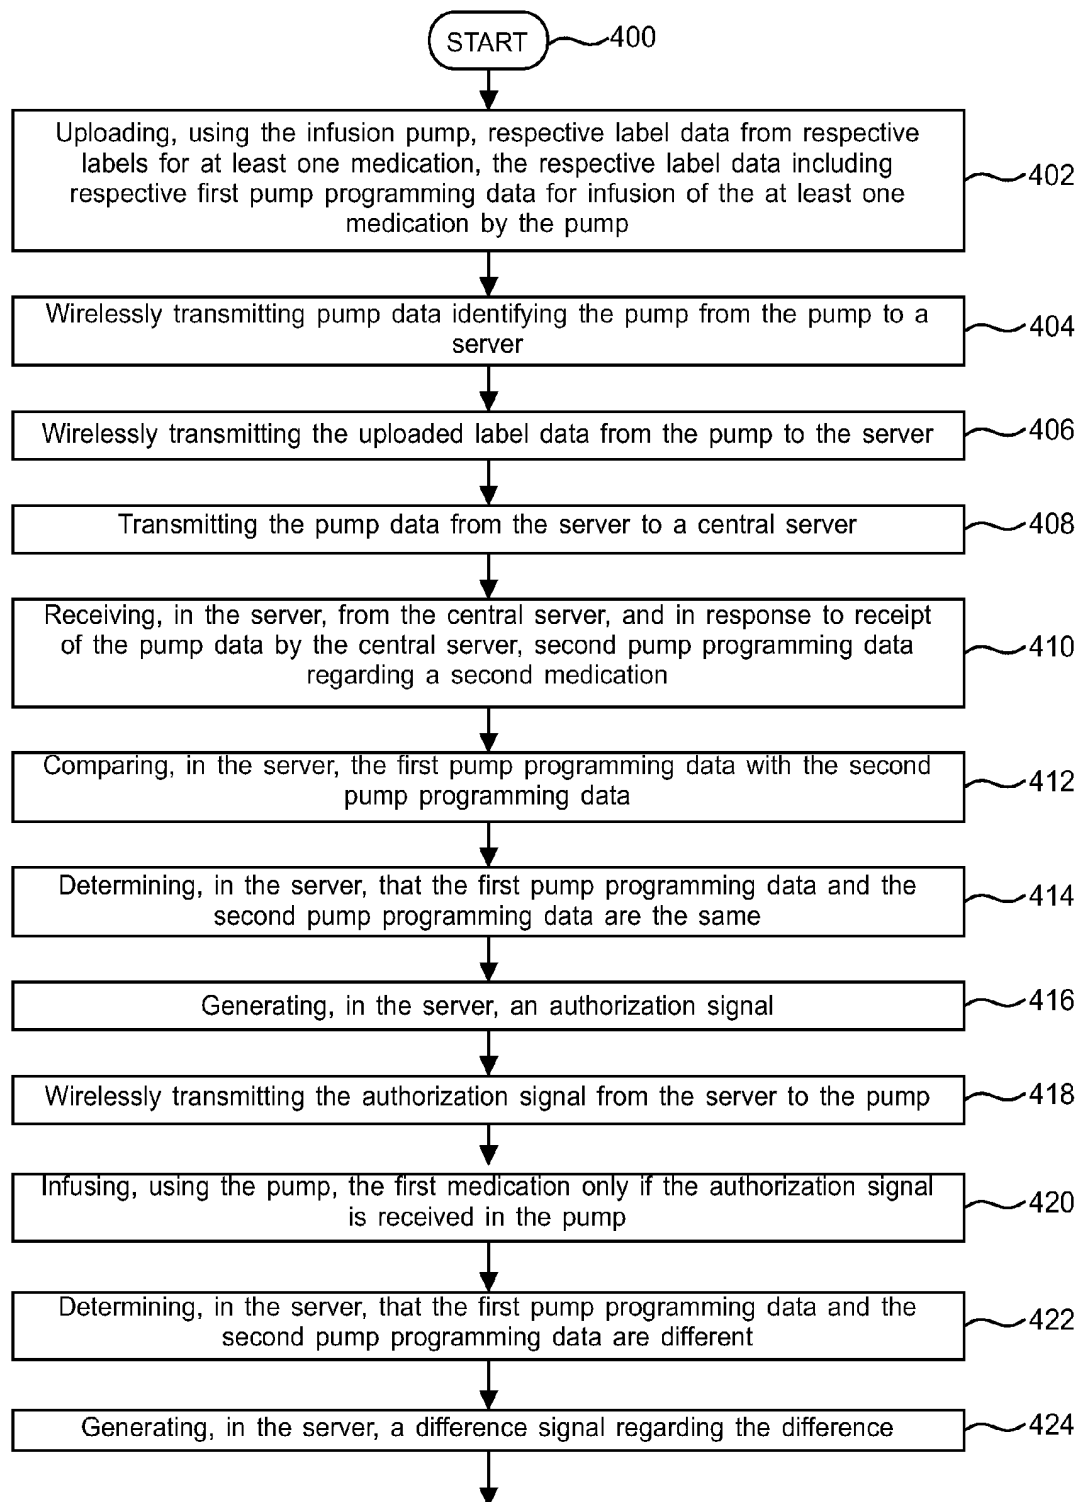 START
400
Uploading, using the infusion pump, respective label data from respective
labels for at least one medication, the respective label data including
respective first pump programming data for infusion of the at least one
medication by the pump
402
Wirelessly transmitting pump data identifying the pump from the pump to a
server
404
Wirelessly transmitting the uploaded label data from the pump to the server
406
Transmitting the pump data from the server to a central server
408
Receiving, in the server, from the central server, and in response to receipt
of the pump data by the central server, second pump programming data
regarding a second medication
410
Comparing, in the server, the first pump programming data with the second
pump programming data
412
Determining, in the server, that the first pump programming data and the
second pump programming data are the same
414
Generating, in the server, an authorization signal
416
Wirelessly transmitting the authorization signal from the server to the pump
418
Infusing, using the pump, the first medication only if the authorization signal
is received in the pump
420
Determining, in the server, that the first pump programming data and the
second pump programming data are different
422
Generating, in the server, a difference signal regarding the difference
424